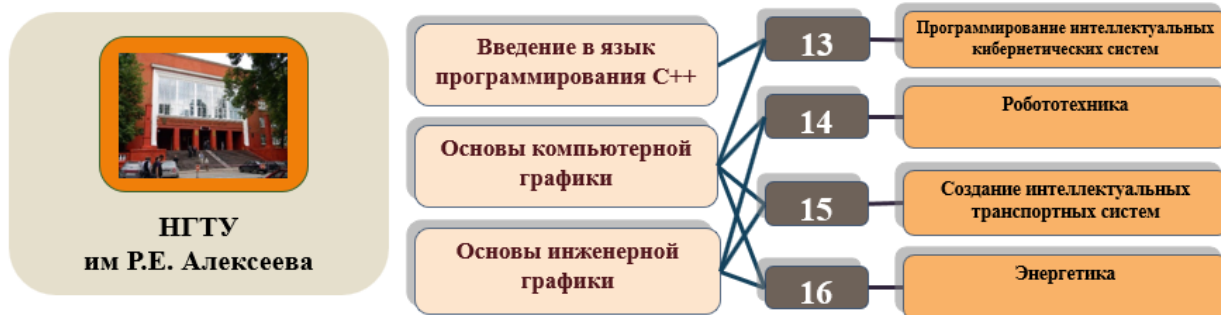 НГТУ
им Р.Е. Алексеева
Введение в язык
программирования С++
Основы компьютерной
графики
Основы инженерной
графики
13
14
15
16
Программирование интеллектуальных
кибернетических систем
Робототехника
Создание интеллектуальных
транспортных систем
Энергетика